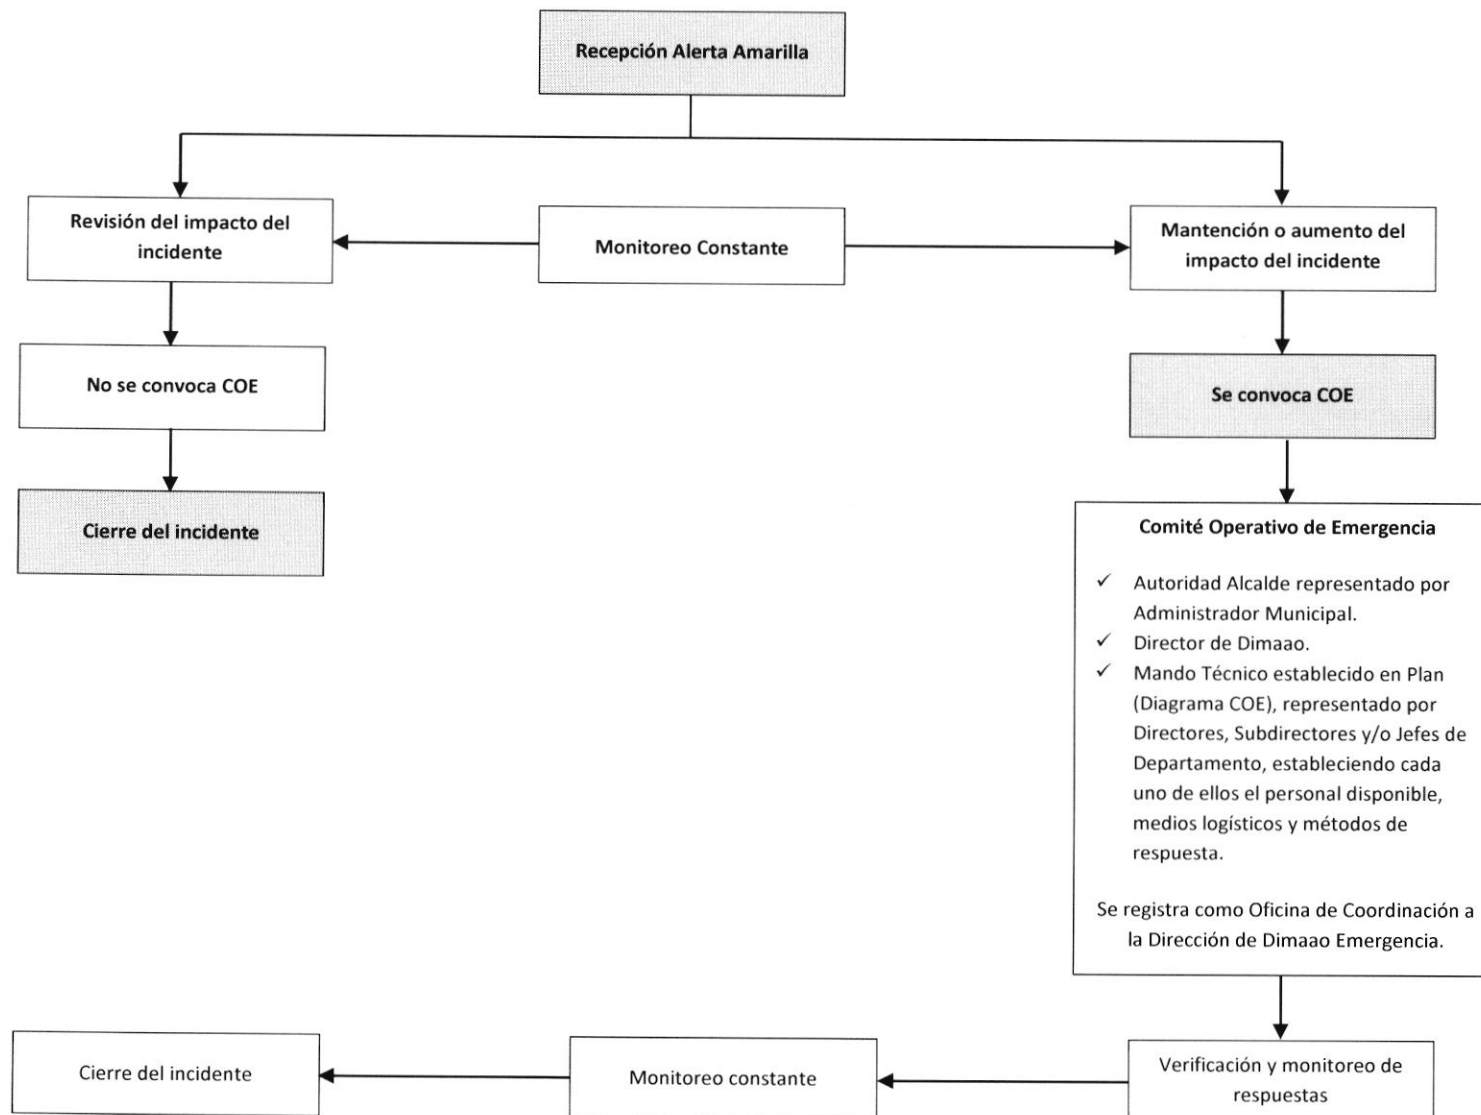 Recepción Alerta Amarilla
Revisión del impacto del
incidente
Monitoreo Constante
Mantención o aumento del
impacto del incidente
No se convoca COE
Se convoca COE
Cierre del incidente
Comité Operativo de Emergencia
✓ Autoridad Alcalde representado por
Administrador Municipal.
✓ Director de Dimaao.
✓ Mando Técnico establecido en Plan
(Diagrama COE), representado por
Directores, Subdirectores y/o Jefes de
Departamento, estableciendo cada
uno de ellos el personal disponible,
medios logísticos y métodos de
respuesta.
Se registra como Oficina de Coordinación a
la Dirección de Dimaao Emergencia.
Cierre del incidente
Monitoreo constante
Verificación y monitoreo de
respuestas